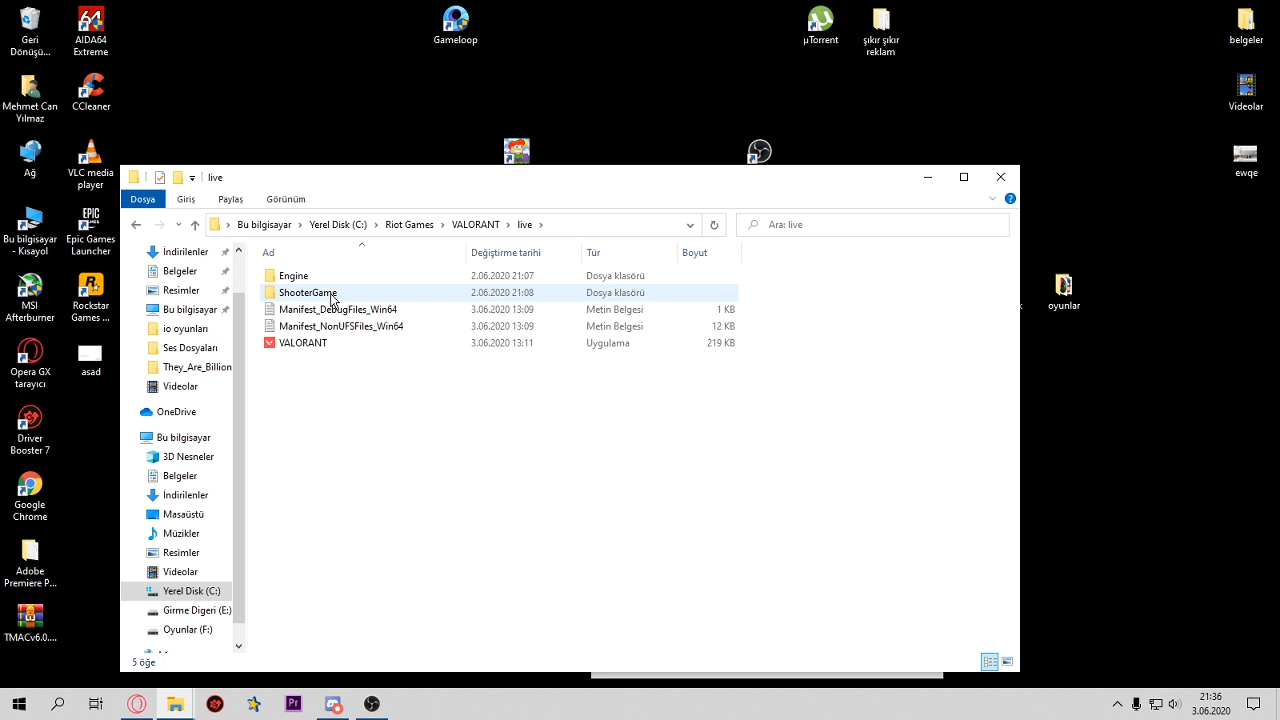 Geri
Dönüşü...
AIDA64
Extreme
Gameloop
µTorrent
şıkır şıkır
reklam
belgeler
Mehmet Can
Yılmaz
CCleaner
Videolar
Ağ
VLC media
player
ewqe
Bu bilgisayar
- Kısayol
Epic Games
Launcher
MSI
Afterburner
Rockstar
Games ...
oyunlar
Opera GX
tarayıcı
asad
Driver
Booster 7
Google
Chrome
Adobe
Premiere P...
TMACv6.0....
live
Dosya Giriş Paylaş Görünüm
Bu bilgisayar › Yerel Disk (C:) › Riot Games › VALORANT › live ›
Ara: live
Ad Değiştirme tarihi Tür Boyut
Engine 2.06.2020 21:07 Dosya klasörü
ShooterGame 2.06.2020 21:08 Dosya klasörü
Manifest_DebugFiles_Win64 3.06.2020 13:09 Metin Belgesi 1 KB
Manifest_NonUFSFiles_Win64 3.06.2020 13:09 Metin Belgesi 12 KB
VALORANT 3.06.2020 13:11 Uygulama 219 KB
İndirilenler
Belgeler
Resimler
Bu bilgisayar
io oyunları
Ses Dosyaları
They_Are_Billion
Videolar
OneDrive
Bu bilgisayar
3D Nesneler
Belgeler
İndirilenler
Masaüstü
Müzikler
Resimler
Videolar
Yerel Disk (C:)
Girme Digeri (E:)
Oyunlar (F:)
5 öğe
21:36
3.06.2020